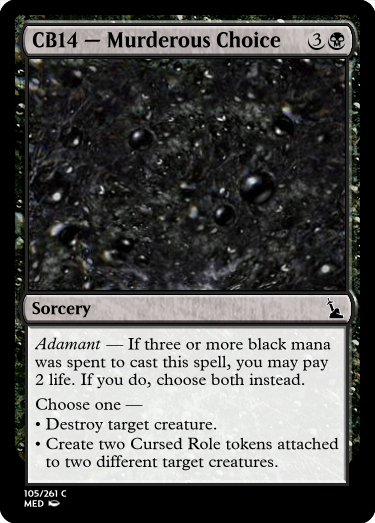 CB14 — Murderous Choice 3
Sorcery
Adamant — If three or more black mana
was spent to cast this spell, you may pay
2 life. If you do, choose both instead.
Choose one —
• Destroy target creature.
• Create two Cursed Role tokens attached
to two different target creatures.
105/261 C
MED